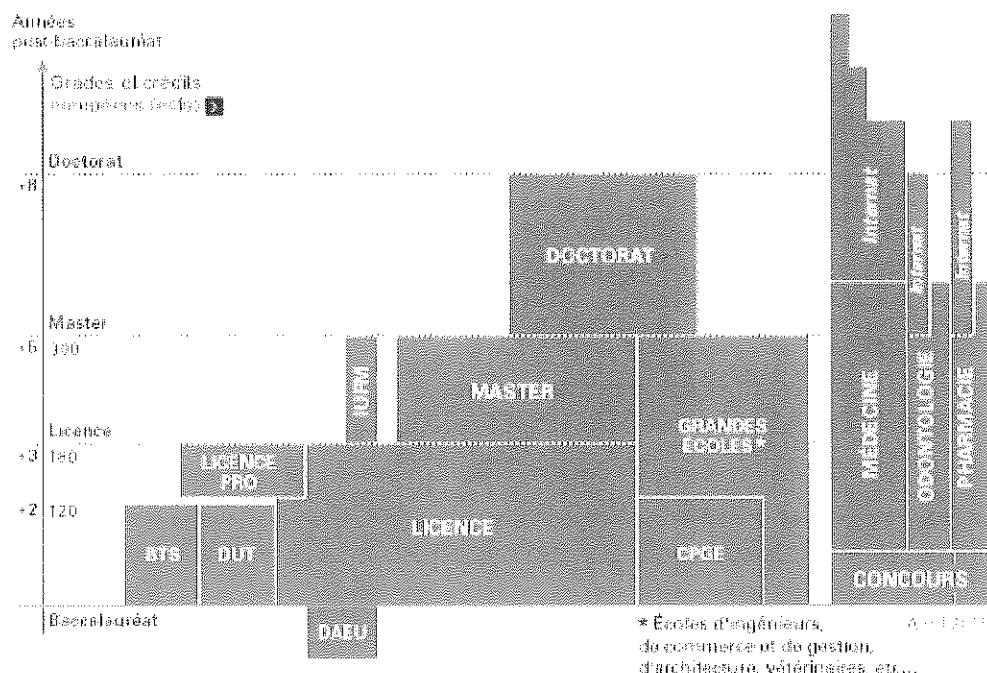 Années
post-baccalauréat
Grades et crédits
Doctorat
+8
DOCTORAT
Internat
Internat
Internat
Master
+5 300
IUFM
MASTER
GRANDES
ECOLES*
MEDECINE
ODONTOLOGIE
PHARMACIE
Licence
+3 180
LICENCE
PRO
+2 120
LICENCE
BTS
DUT
CPGE
CONCOURS
Baccalauréat
DAEU
* Écoles d'ingénieurs,
de commerce et de gestion,
d'architecture, vétérinaires, etc...